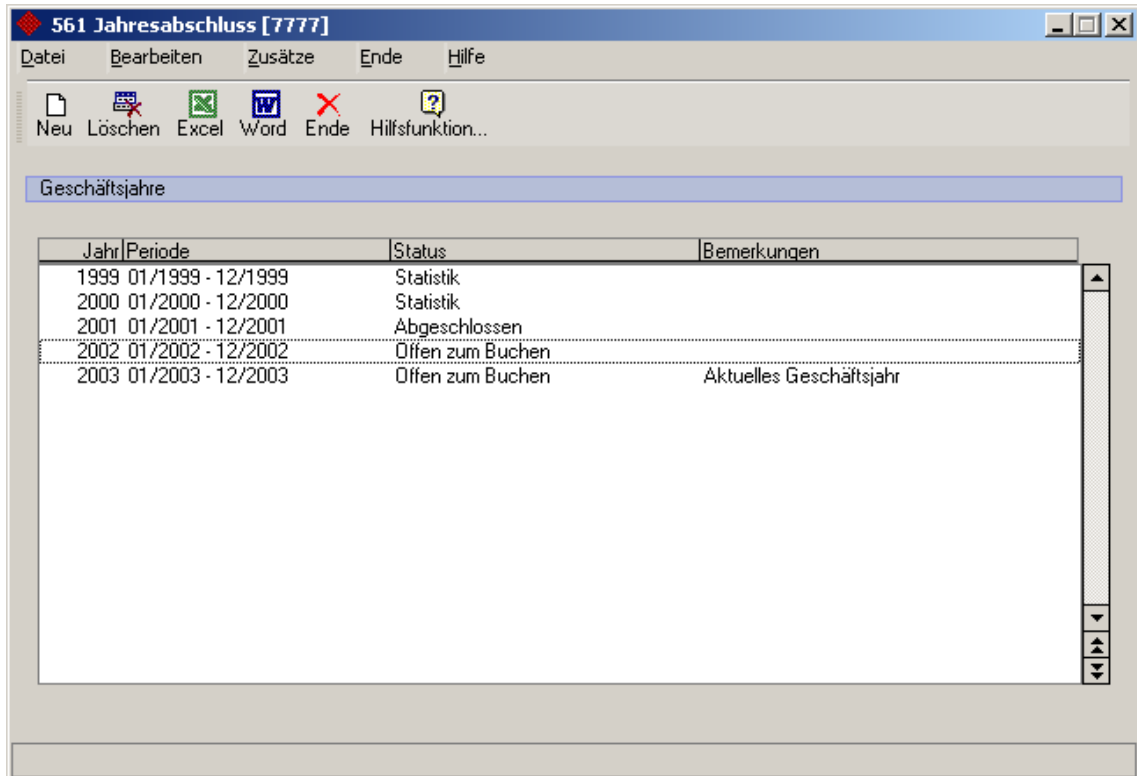 561 Jahresabschluss [7777]
Datei Bearbeiten Zusätze Ende Hilfe
Neu Löschen Excel Word Ende Hilfsfunktion...
Geschäftsjahre
Jahr Periode Status Bemerkungen
1999 01/1999 - 12/1999 Statistik
2000 01/2000 - 12/2000 Statistik
2001 01/2001 - 12/2001 Abgeschlossen
2002 01/2002 - 12/2002 Offen zum Buchen
2003 01/2003 - 12/2003 Offen zum Buchen Aktuelles Geschäftsjahr